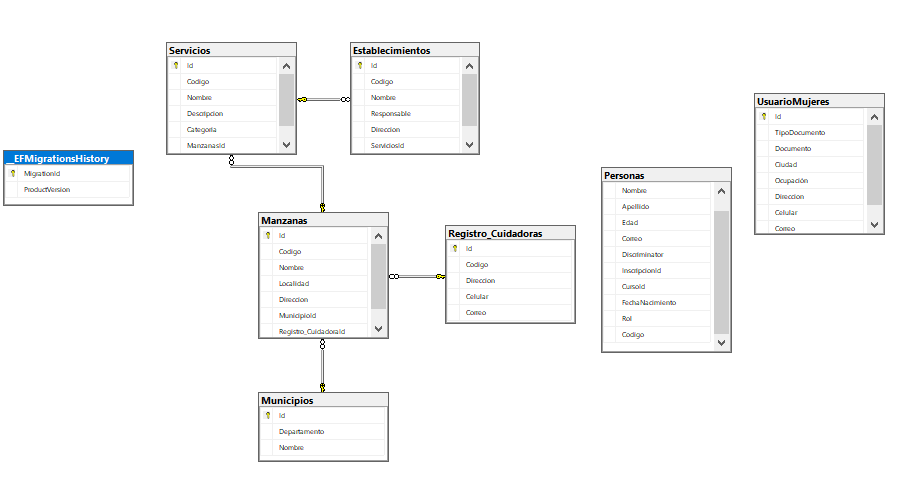 Servicios
Id
Codigo
Nombre
Descripcion
Categoria
ManzanasId
Establecimientos
Id
Codigo
Nombre
Responsable
Direccion
ServiciosId
UsuarioMujeres
Id
TipoDocumento
Documento
Ciudad
Ocupación
Direccion
Celular
Correo
__EFMigrationsHistory
MigrationId
ProductVersion
Personas
Nombre
Apellido
Edad
Correo
Discriminator
InscripcionId
CursoId
FechaNacimiento
Rol
Codigo
Manzanas
Id
Codigo
Nombre
Localidad
Direccion
MunicipioId
Registro_CuidadoraId
Registro_Cuidadoras
Id
Codigo
Direccion
Celular
Correo
Municipios
Id
Departamento
Nombre